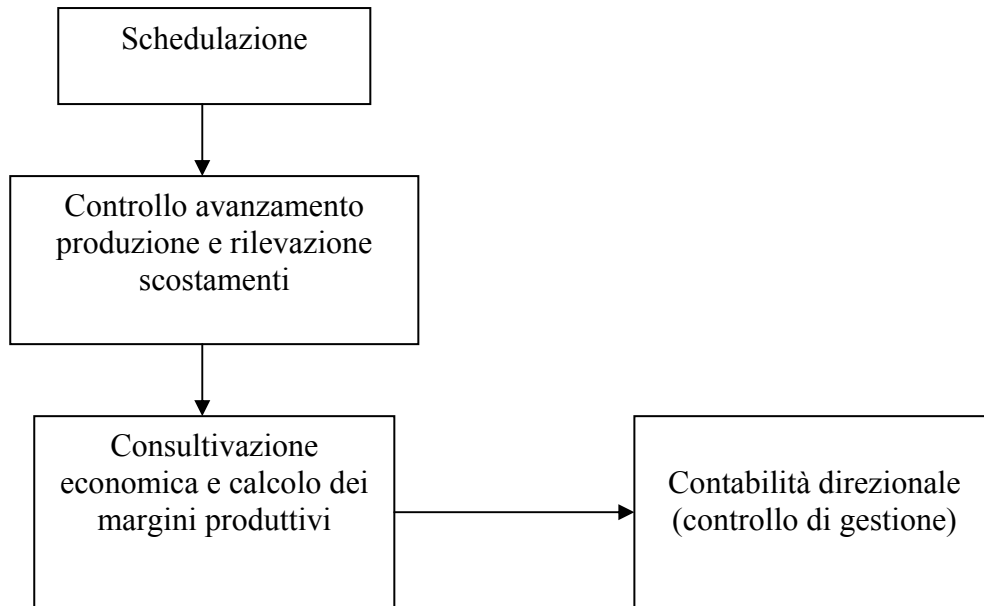 Schedulazione
Controllo avanzamento
produzione e rilevazione
scostamenti
Consultivazione
economica e calcolo dei
margini produttivi
Contabilità direzionale
(controllo di gestione)